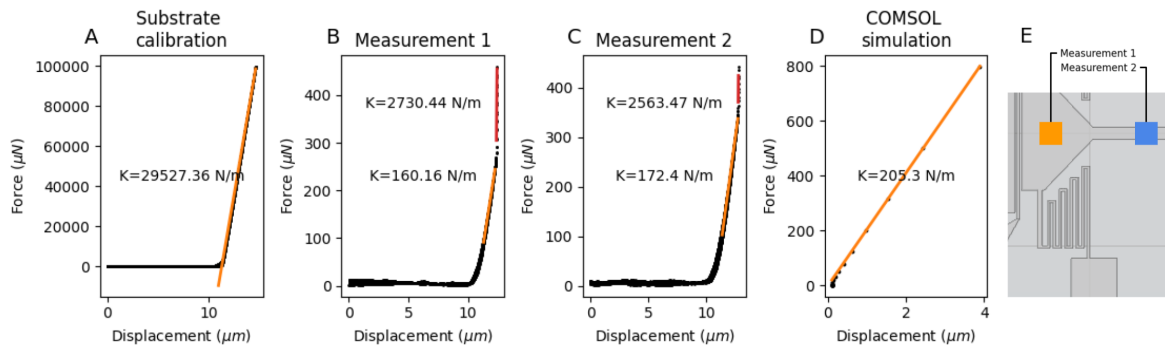 A
Substrate
calibration
100000
80000
60000
40000
20000
0
Force (μN)
K=29527.36 N/m
0
10
Displacement (μm)
B
Measurement 1
400
300
200
100
0
Force (μN)
K=2730.44 N/m
K=160.16 N/m
0
5
10
Displacement (μm)
C
Measurement 2
400
300
200
100
0
Force (μN)
K=2563.47 N/m
K=172.4 N/m
0
5
10
Displacement (μm)
D
COMSOL
simulation
800
600
400
200
0
Force (μN)
K=205.3 N/m
0
2
4
Displacement (μm)
E
Measurement 1
Measurement 2